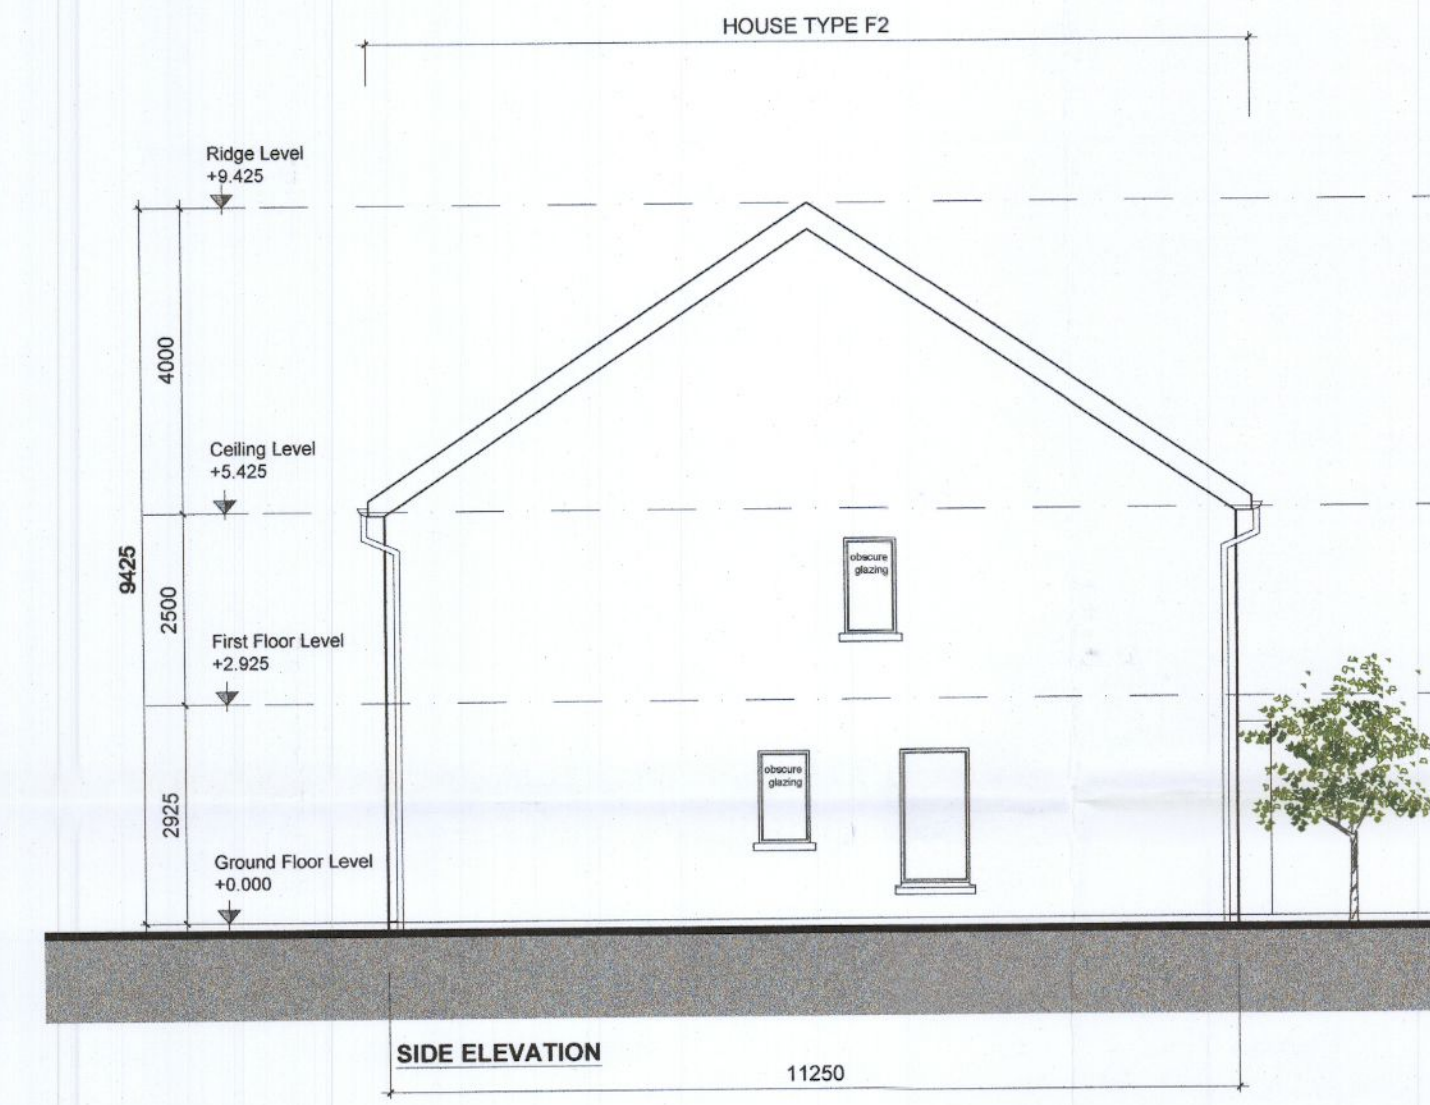 HOUSE TYPE F2
Ridge Level
+9.425
4000
Ceiling Level
+5.425
9425
2500
obscure
glazing
First Floor Level
+2.925
obscure
glazing
2925
Ground Floor Level
+0.000
SIDE ELEVATION
11250